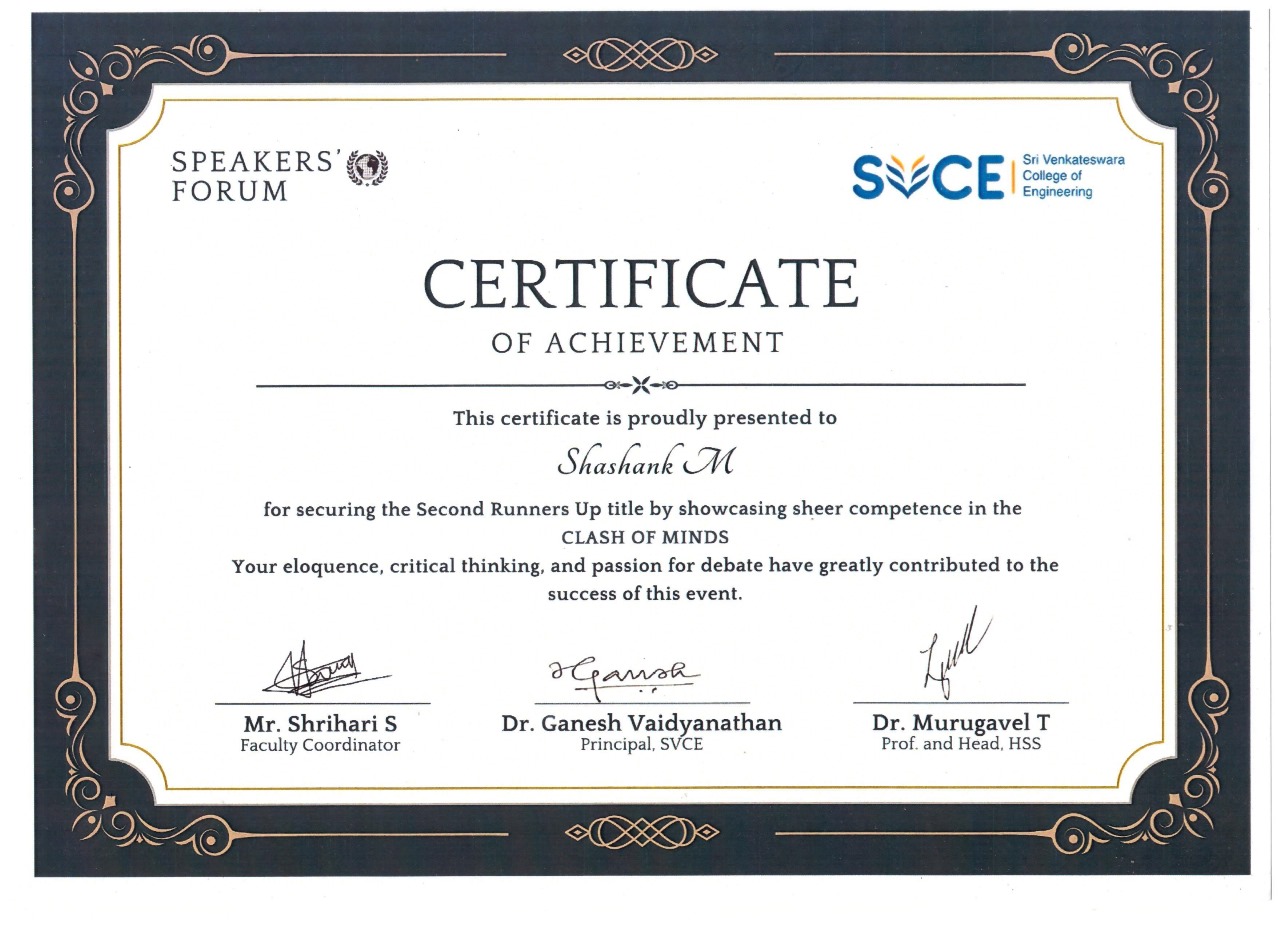 SPEAKERS'
FORUM
SVCE
Sri Venkateswara
College of
Engineering
CERTIFICATE
OF ACHIEVEMENT
This certificate is proudly presented to
Shashank M
for securing the Second Runners Up title by showcasing sheer competence in the
CLASH OF MINDS
Your eloquence, critical thinking, and passion for debate have greatly contributed to the
success of this event.
Mr. Shrihari S
Faculty Coordinator
Dr. Ganesh Vaidyanathan
Principal, SVCE
Dr. Murugavel T
Prof. and Head, HSS